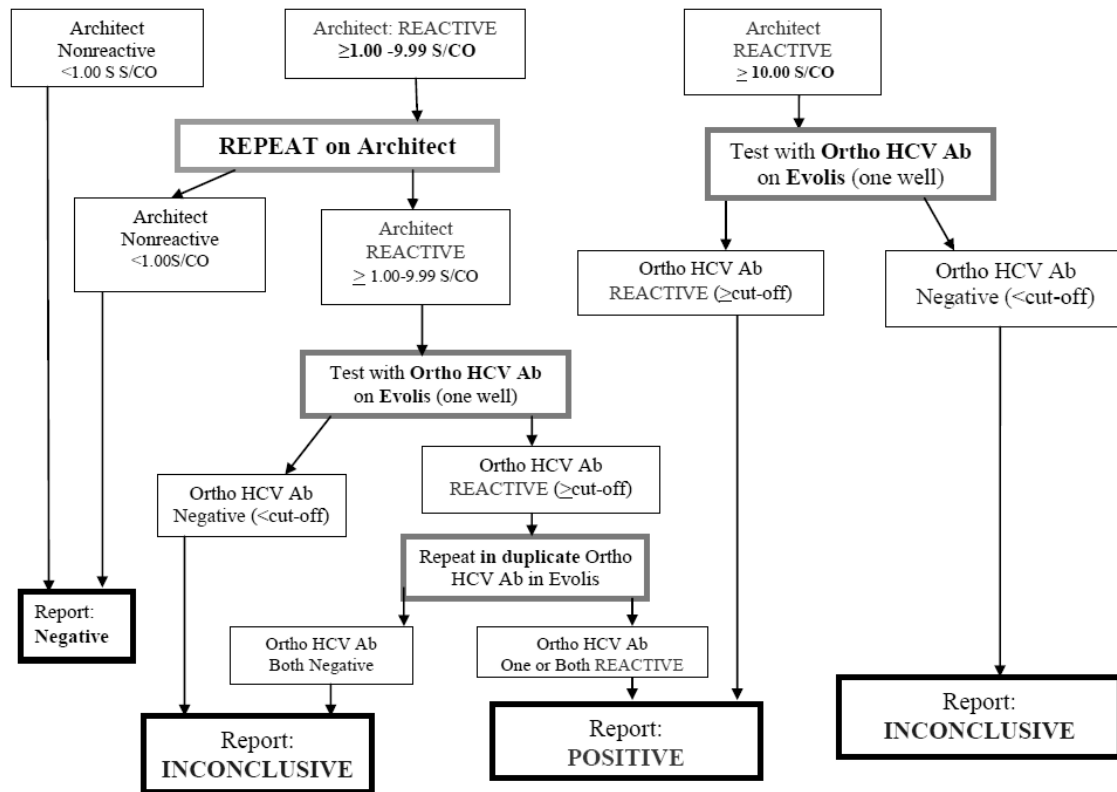 Architect
Nonreactive
<1.00 S S/CO
Architect: REACTIVE
≥1.00 -9.99 S/CO
Architect
REACTIVE
≥ 10.00 S/CO
REPEAT on Architect
Test with Ortho HCV Ab
on Evolis (one well)
Architect
Nonreactive
<1.00S/CO
Architect
REACTIVE
≥ 1.00-9.99 S/CO
Ortho HCV Ab
REACTIVE (≥cut-off)
Ortho HCV Ab
Negative (<cut-off)
Test with Ortho HCV Ab
on Evolis (one well)
Ortho HCV Ab
Negative (<cut-off)
Ortho HCV Ab
REACTIVE (≥cut-off)
Repeat in duplicate Ortho
HCV Ab in Evolis
Report:
Negative
Ortho HCV Ab
Both Negative
Ortho HCV Ab
One or Both REACTIVE
Report:
INCONCLUSIVE
Report:
POSITIVE
Report:
INCONCLUSIVE